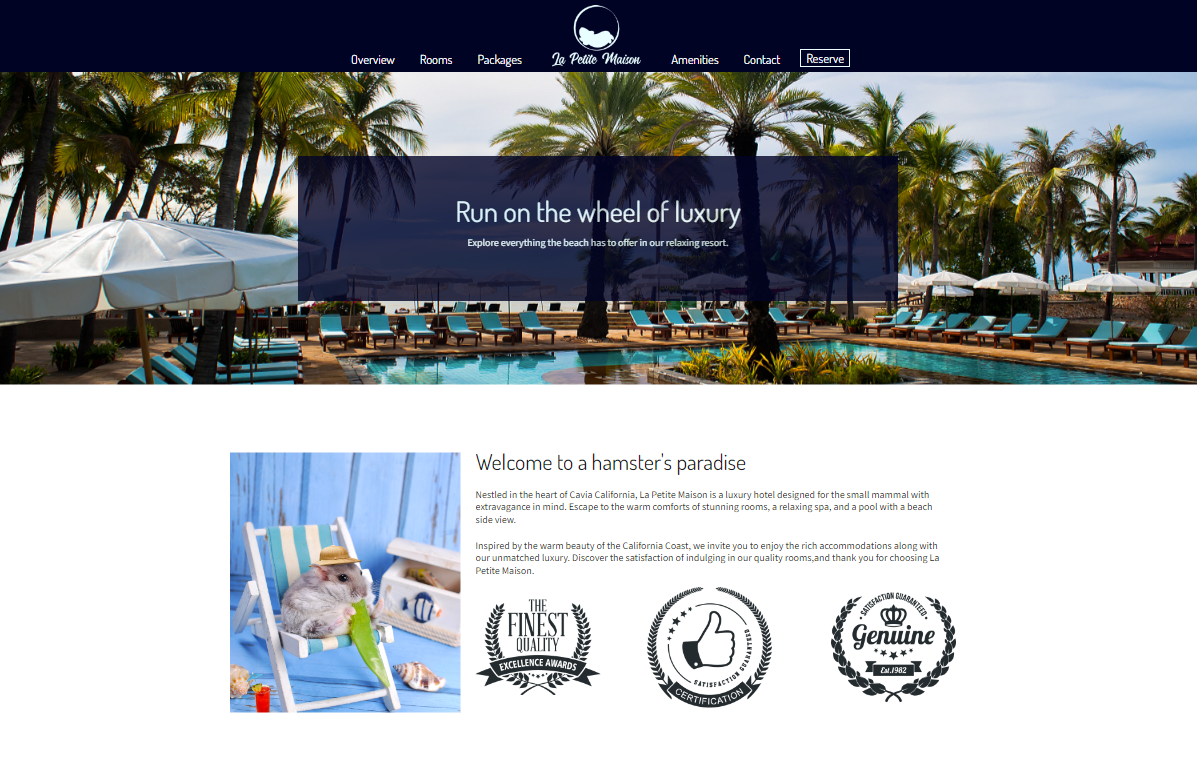 Overview Rooms Packages La Petite Maison Amenities Contact Reserve
Run on the wheel of luxury
Explore everything the beach has to offer in our relaxing resort.
Welcome to a hamster's paradise
Nestled in the heart of Cavia California, La Petite Maison is a luxury hotel designed for the small mammal with
extravagance in mind. Escape to the warm comforts of stunning rooms, a relaxing spa, and a pool with a beach
side view.
Inspired by the warm beauty of the California Coast, we invite you to enjoy the rich accommodations along with
our unmatched luxury. Discover the satisfaction of indulging in our quality rooms,and thank you for choosing La
Petite Maison.
THE
FINEST
QUALITY
EXCELLENCE AWARDS
SATISFACTION GUARANTEED
CERTIFICATION
SATISFACTION GUARANTEED
Genuine
Est.1982